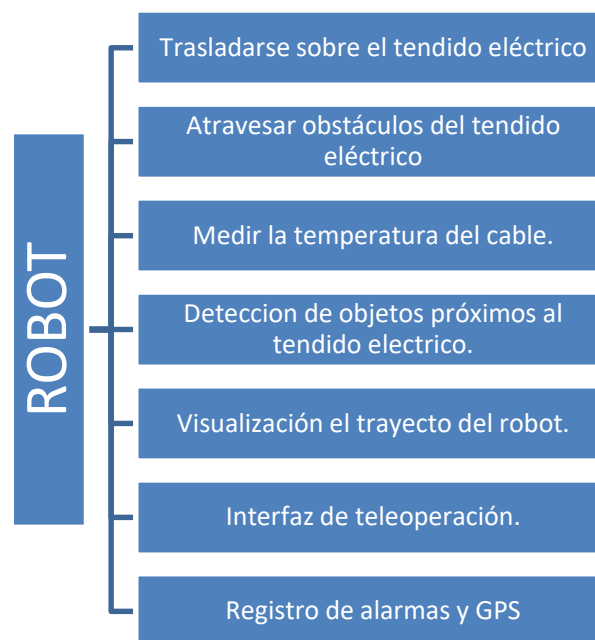 ROBOT
Trasladarse sobre el tendido eléctrico
Atravesar obstáculos del tendido
eléctrico
Medir la temperatura del cable.
Deteccion de objetos próximos al
tendido electrico.
Visualización el trayecto del robot.
Interfaz de teleoperación.
Registro de alarmas y GPS